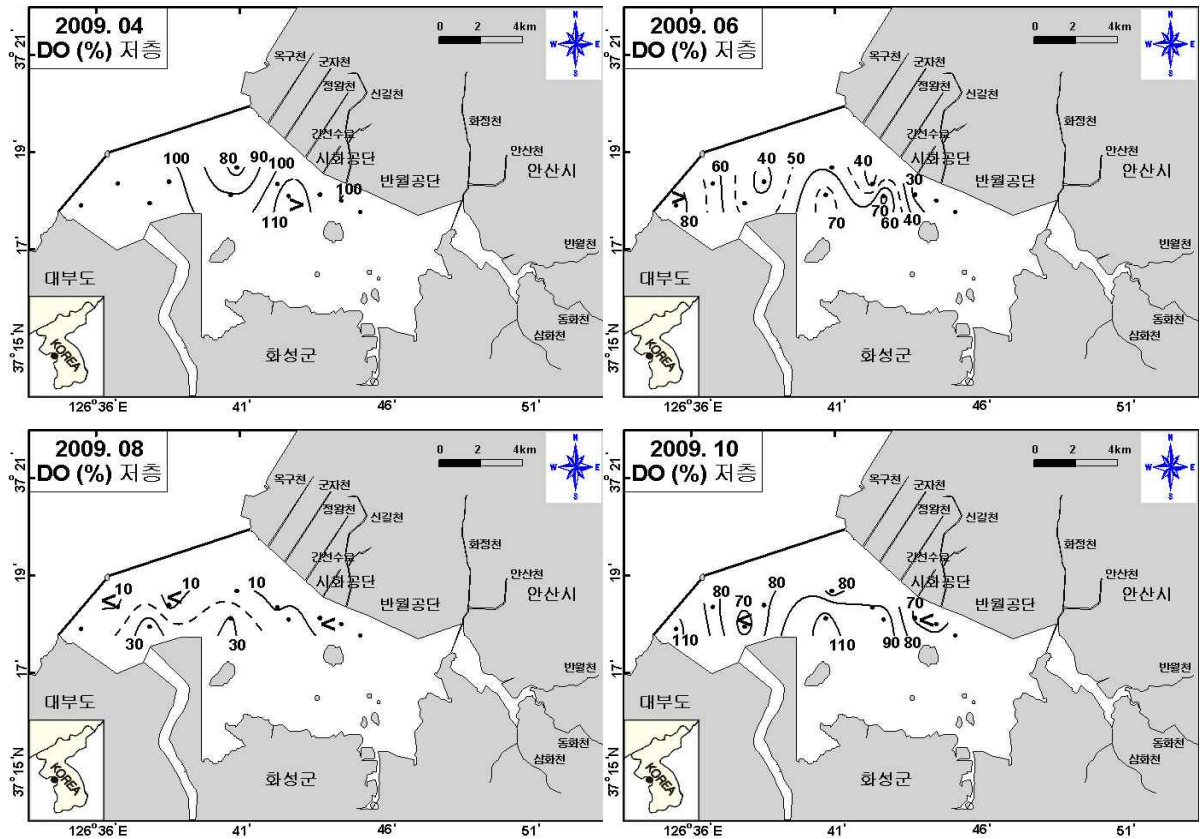 2009. 04
DO (%) 저층
0 2 4km
N
W E
S
37° 21'
19'
17'
37° 15' N
옥구천
군자천
정왕천
신길천
간선수로
시화공단
반월공단
화정천
안산천
안산시
반월천
동화천
삼화천
대부도
화성군
KOREA
100 80 90 100
100
110 >
126° 36' E 41' 46' 51'
2009. 06
DO (%) 저층
0 2 4km
N
W E
S
37° 21'
19'
17'
37° 15' N
옥구천
군자천
정왕천
신길천
간선수로
시화공단
반월공단
화정천
안산천
안산시
반월천
동화천
삼화천
대부도
화성군
KOREA
60 40 50 40 30
>
80 70 70 60 40
126° 36' E 41' 46' 51'
2009. 08
DO (%) 저층
0 2 4km
N
W E
S
37° 21'
19'
17'
37° 15' N
옥구천
군자천
정왕천
신길천
간선수로
시화공단
반월공단
화정천
안산천
안산시
반월천
동화천
삼화천
대부도
화성군
KOREA
10 10 10
< < <
30 30
126° 36' E 41' 46' 51'
2009. 10
DO (%) 저층
0 2 4km
N
W E
S
37° 21'
19'
17'
37° 15' N
옥구천
군자천
정왕천
신길천
간선수로
시화공단
반월공단
화정천
안산천
안산시
반월천
동화천
삼화천
대부도
화성군
KOREA
80 80 80
70 70
< <
110 110 90 80
126° 36' E 41' 46' 51'